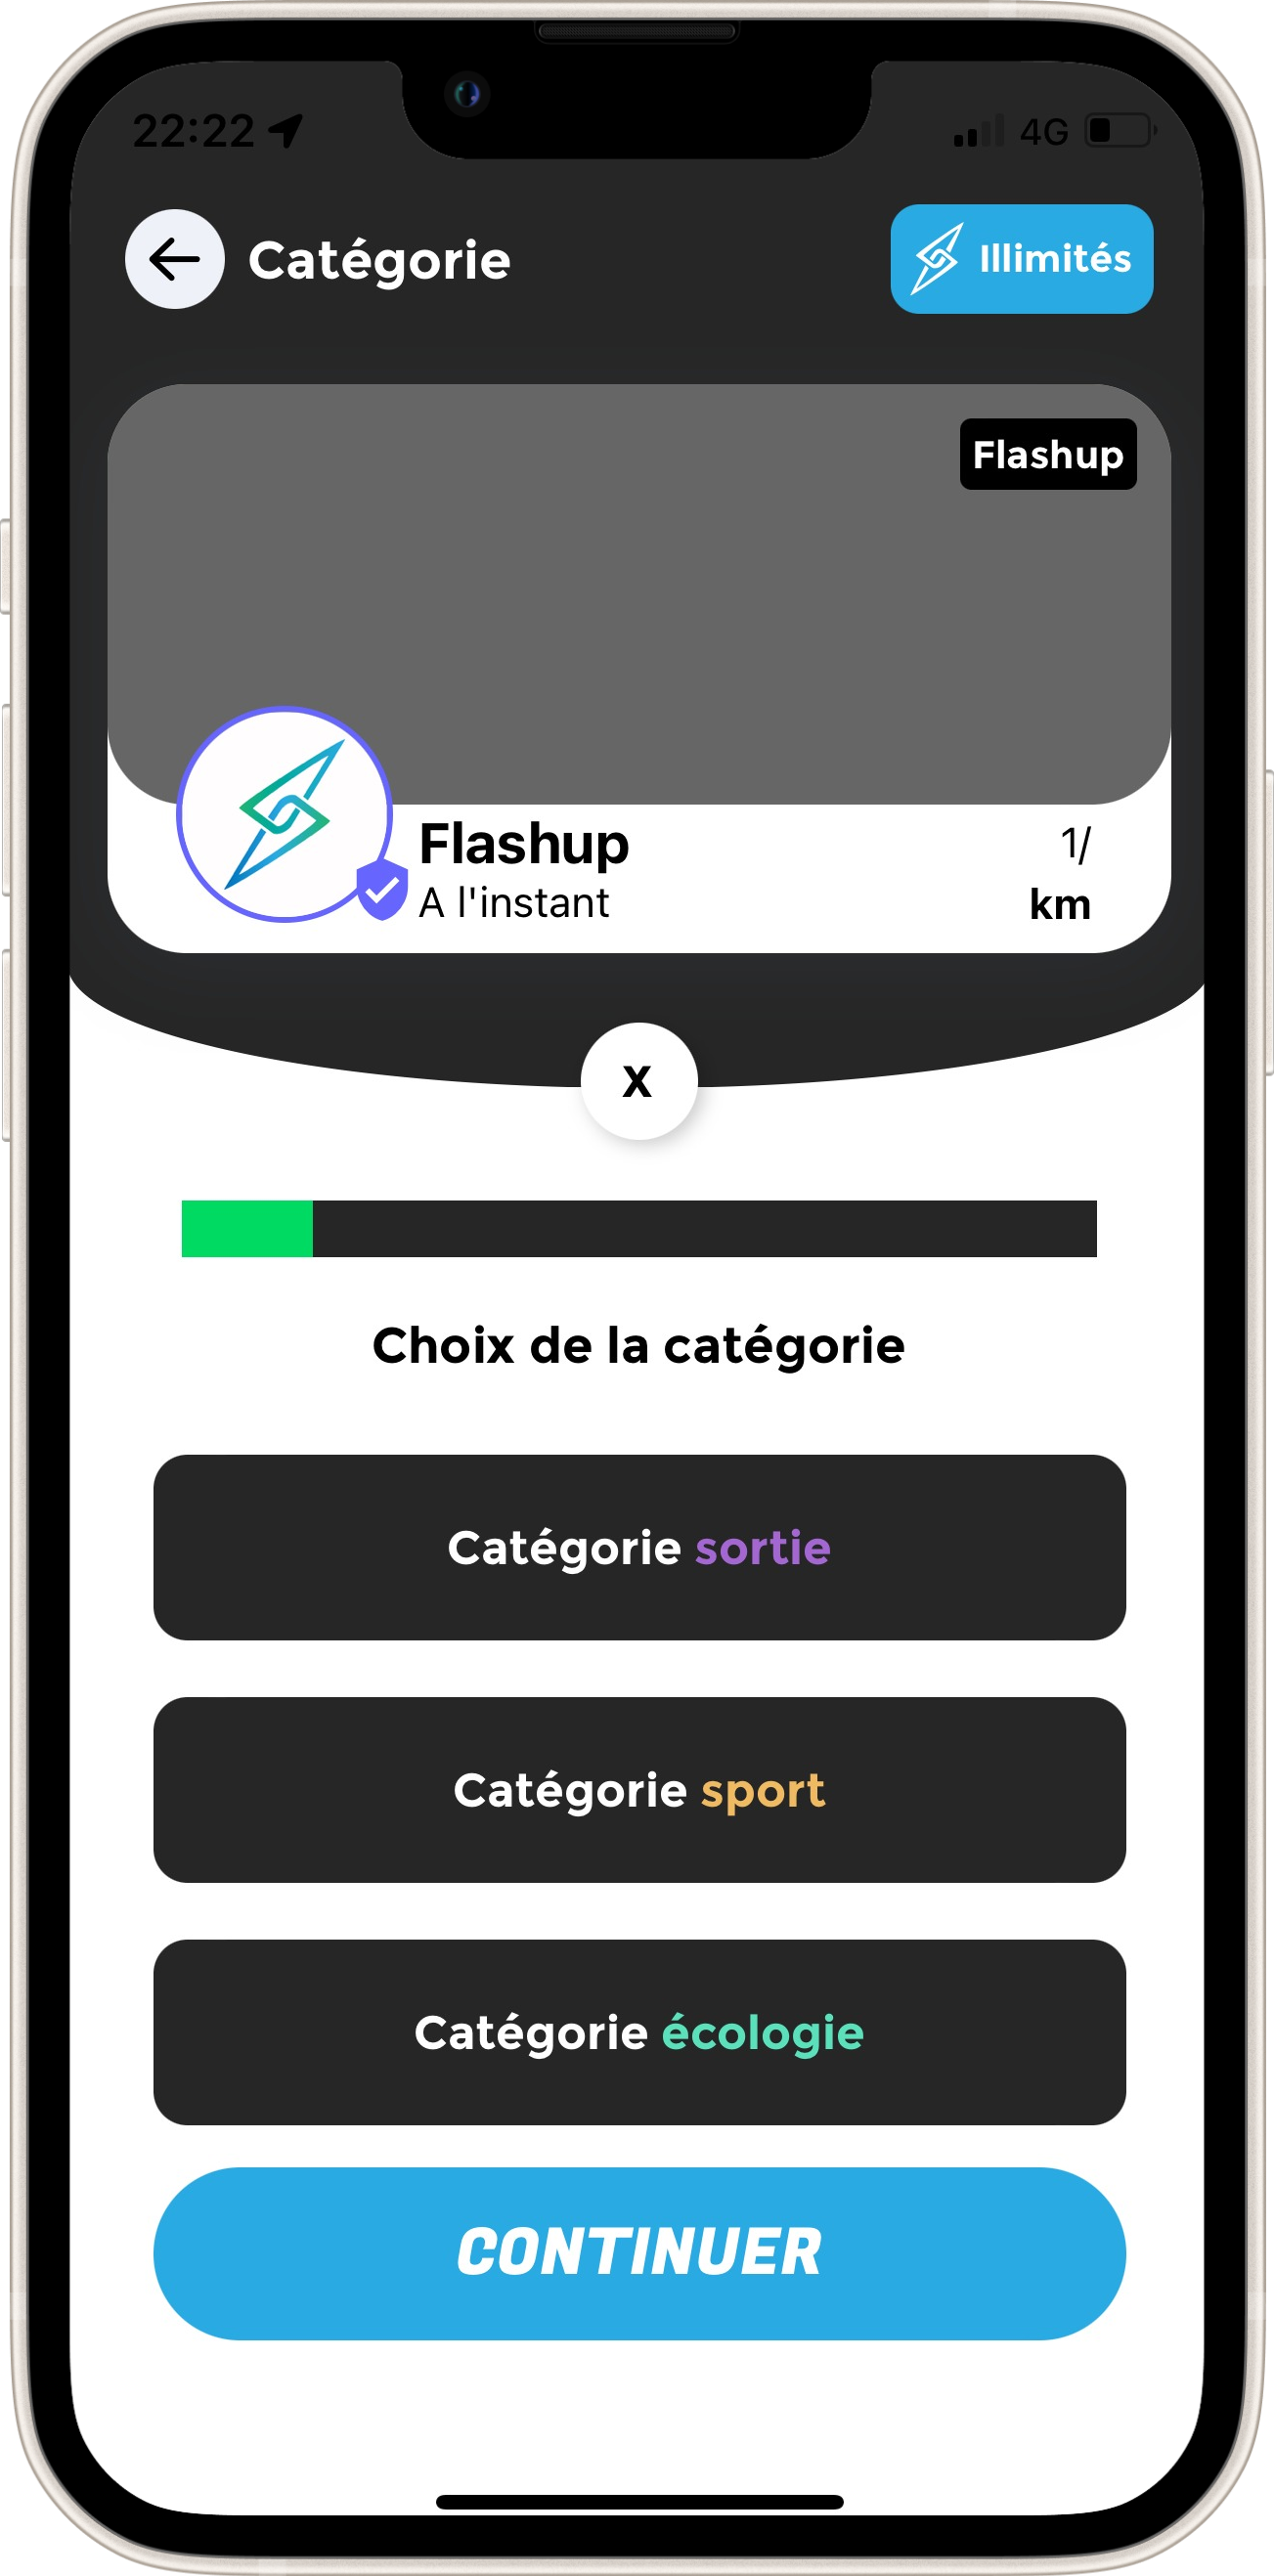 22:22 4G
Catégorie
Illimités
Flashup
Flashup
1/
A l'instant
km
X
Choix de la catégorie
Catégorie sortie
Catégorie sport
Catégorie écologie
CONTINUER